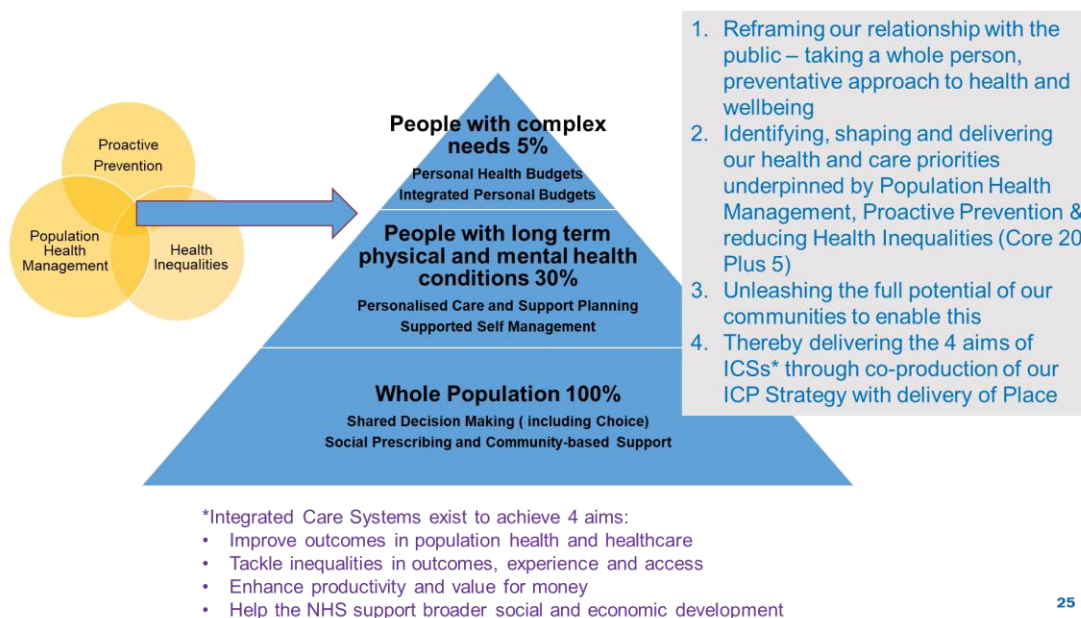 Proactive
Prevention
Population
Health
Management
Health
Inequalities
People with complex
needs 5%
Personal Health Budgets
Integrated Personal Budgets
People with long term
physical and mental health
conditions 30%
Personalised Care and Support Planning
Supported Self Management
Whole Population 100%
Shared Decision Making ( including Choice)
Social Prescribing and Community-based Support
1. Reframing our relationship with the
public – taking a whole person,
preventative approach to health and
wellbeing
2. Identifying, shaping and delivering
our health and care priorities
underpinned by Population Health
Management, Proactive Prevention &
reducing Health Inequalities (Core 20
Plus 5)
3. Unleashing the full potential of our
communities to enable this
4. Thereby delivering the 4 aims of
ICSs* through co-production of our
ICP Strategy with delivery of Place
*Integrated Care Systems exist to achieve 4 aims:
• Improve outcomes in population health and healthcare
• Tackle inequalities in outcomes, experience and access
• Enhance productivity and value for money
• Help the NHS support broader social and economic development
25